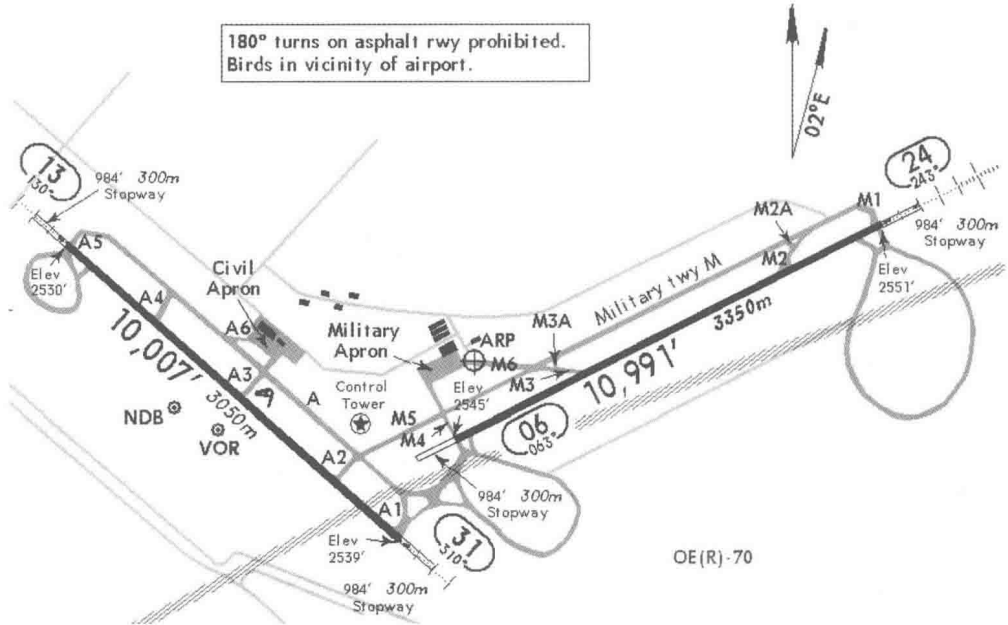 180° turns on asphalt rwy prohibited.
Birds in vicinity of airport.
02°E
13
130°
984' 300m
Stopway
24
243°
M1
M2A
984' 300m
Stopway
A5
Elev
2530'
Civil
Apron
M2
Elev
2551'
A4
Military twy M
3350m
A6
Military
Apron
ARP
M3A
10,007' 3050m
M6
10,991'
A3
M3
A
Control
Tower
Elev
2545'
NDB
M5
06
063°
VOR
M4
A2
984' 300m
Stopway
A1
31
310°
Elev
2539'
OE(R)-70
984' 300m
Stopway